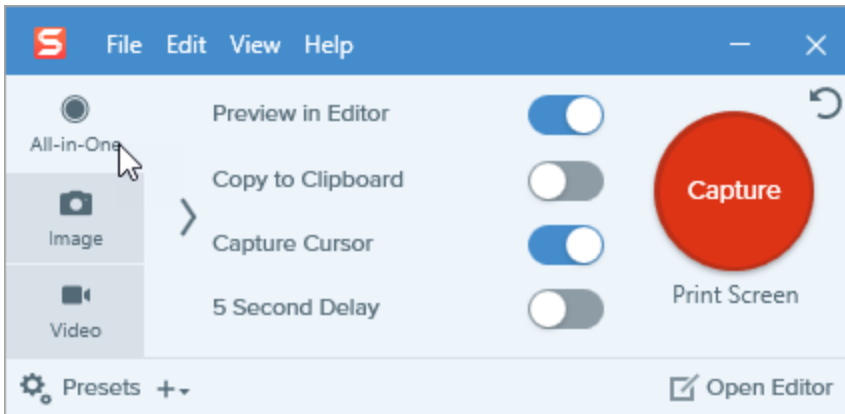 S File Edit View Help
All-in-One
Image
Video
Preview in Editor
Copy to Clipboard
Capture Cursor
5 Second Delay
Capture
Print Screen
Presets
Open Editor